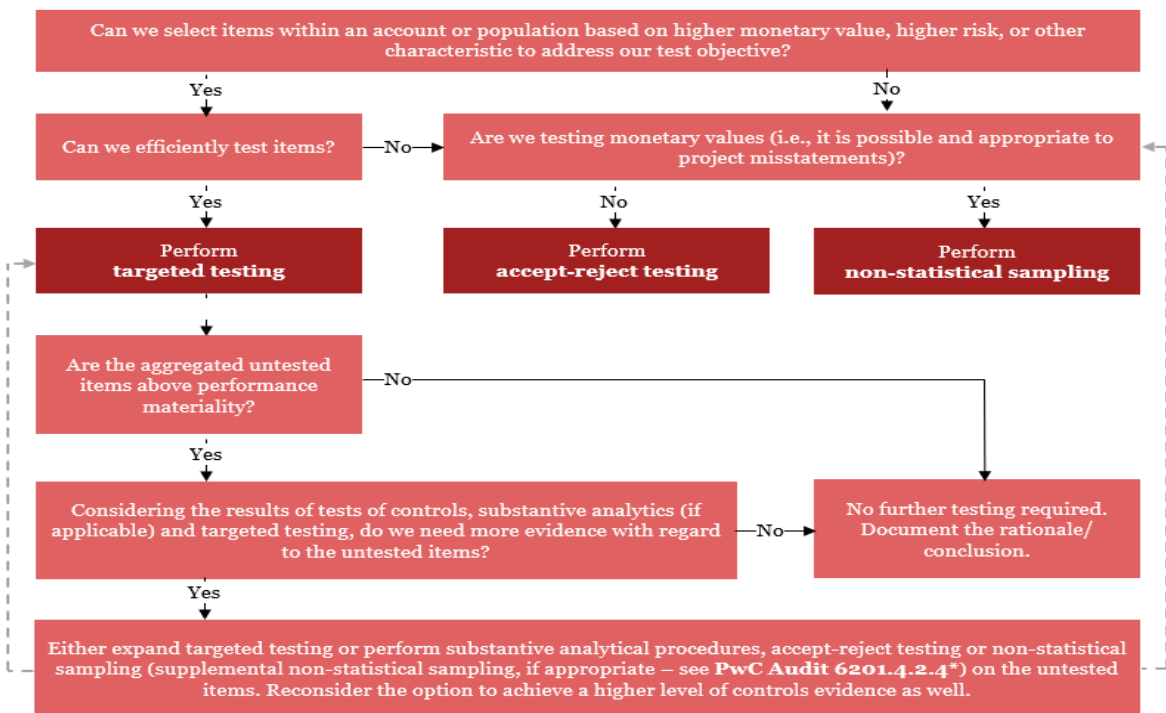 Can we select items within an account or population based on higher monetary value, higher risk, or other
characteristic to address our test objective?
Yes
No
Can we efficiently test items?
No
Are we testing monetary values (i.e., it is possible and appropriate to
project misstatements)?
Yes
No
Yes
Perform
targeted testing
Perform
accept-reject testing
Perform
non-statistical sampling
Are the aggregated untested
items above performance
materiality?
No
Yes
Considering the results of tests of controls, substantive analytics (if
applicable) and targeted testing, do we need more evidence with regard
to the untested items?
No
No further testing required.
Document the rationale/
conclusion.
Yes
Either expand targeted testing or perform substantive analytical procedures, accept-reject testing or non-statistical
sampling (supplemental non-statistical sampling, if appropriate – see PwC Audit 6201.4.2.4*) on the untested
items. Reconsider the option to achieve a higher level of controls evidence as well.